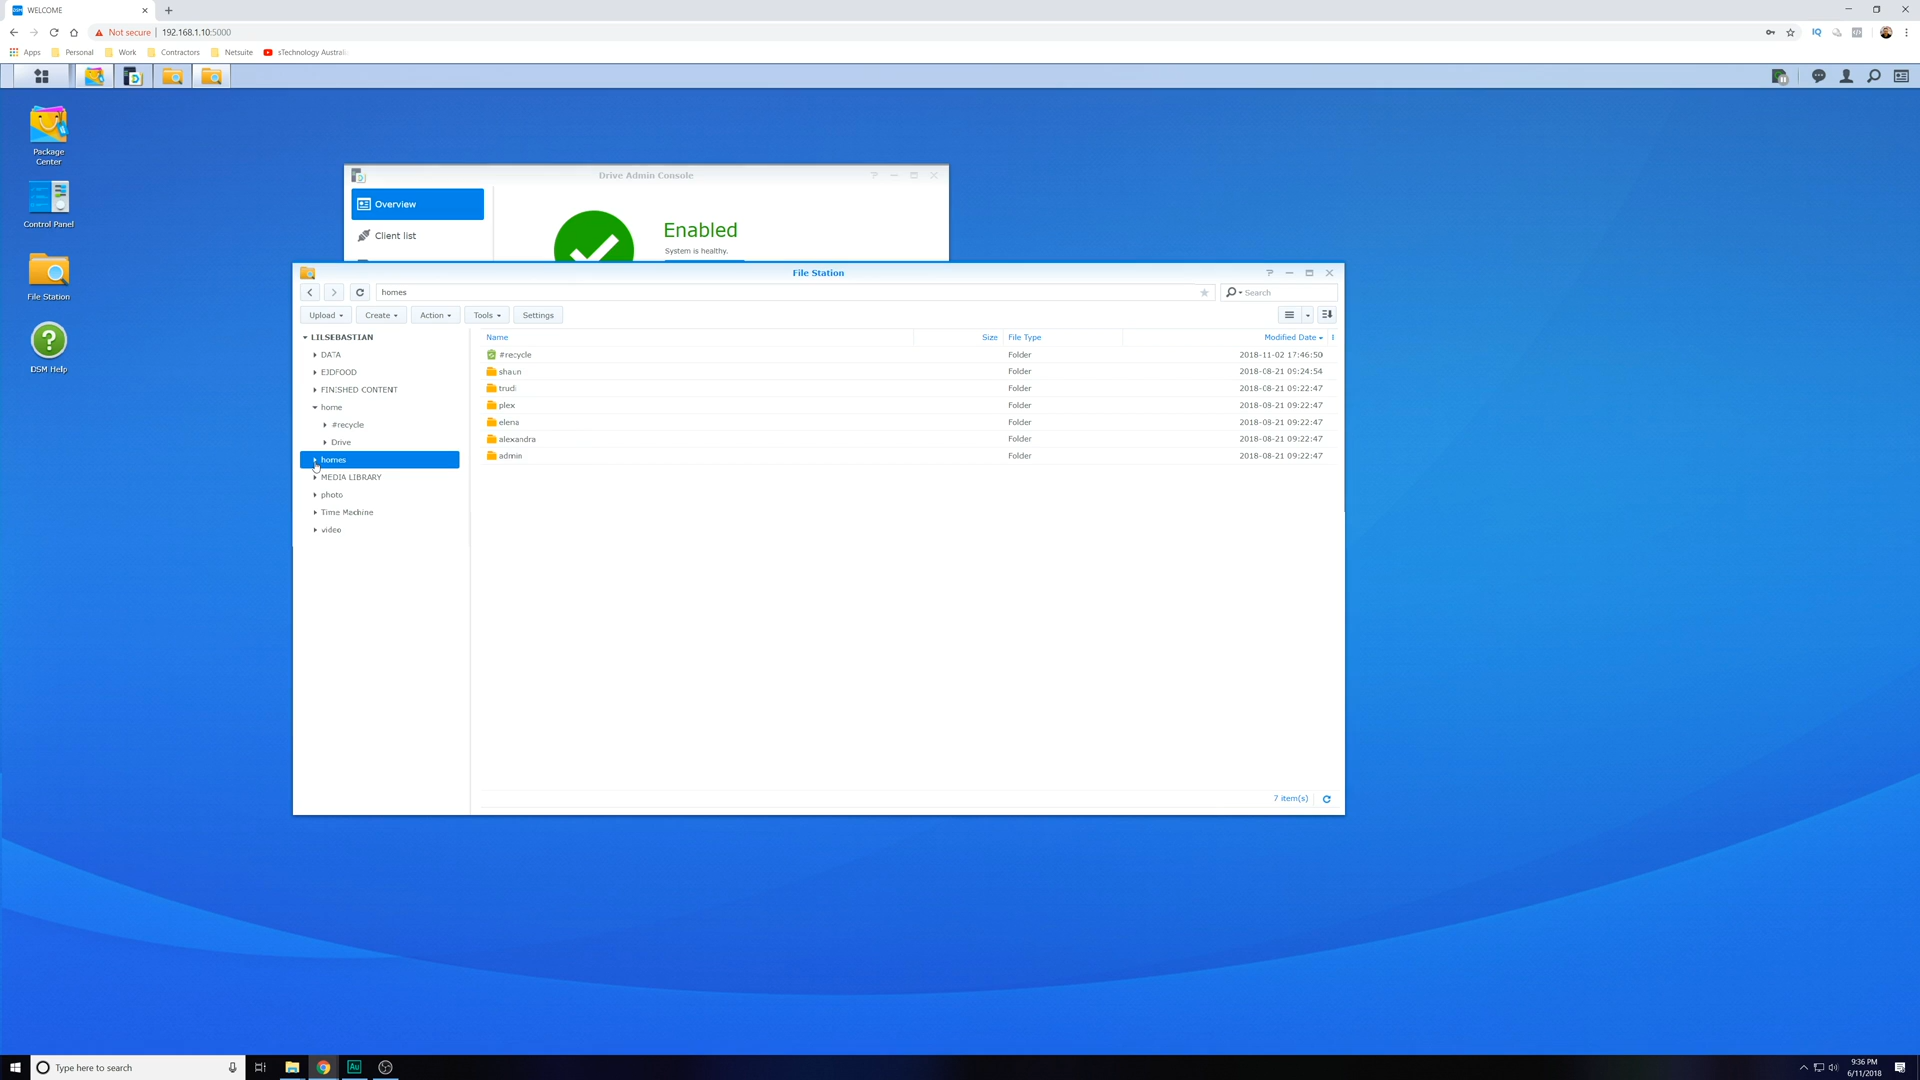 WELCOME
Not secure | 192.168.1.10:5000
IQ
Apps Personal Work Contractors Netsuite sTechnology Austral
Package
Center
Control Panel
File Station
DSM Help
Drive Admin Console
Overview
Client list
Enabled
System is healthy.
File Station
homes
Search
Upload Create Action Tools Settings
LILSEBASTIAN
DATA
EJDFOOD
FINISHED CONTENT
home
#recycle
Drive
homes
MEDIA LIBRARY
photo
Time Machine
video
Name Size File Type Modified Date
#recycle Folder 2018-11-02 17:46:50
shaun Folder 2018-08-21 09:24:54
trudi Folder 2018-08-21 09:22:47
plex Folder 2018-08-21 09:22:47
elena Folder 2018-08-21 09:22:47
alexandra Folder 2018-08-21 09:22:47
admin Folder 2018-08-21 09:22:47
7 item(s)
Type here to search
Au
9:36 PM
6/11/2018